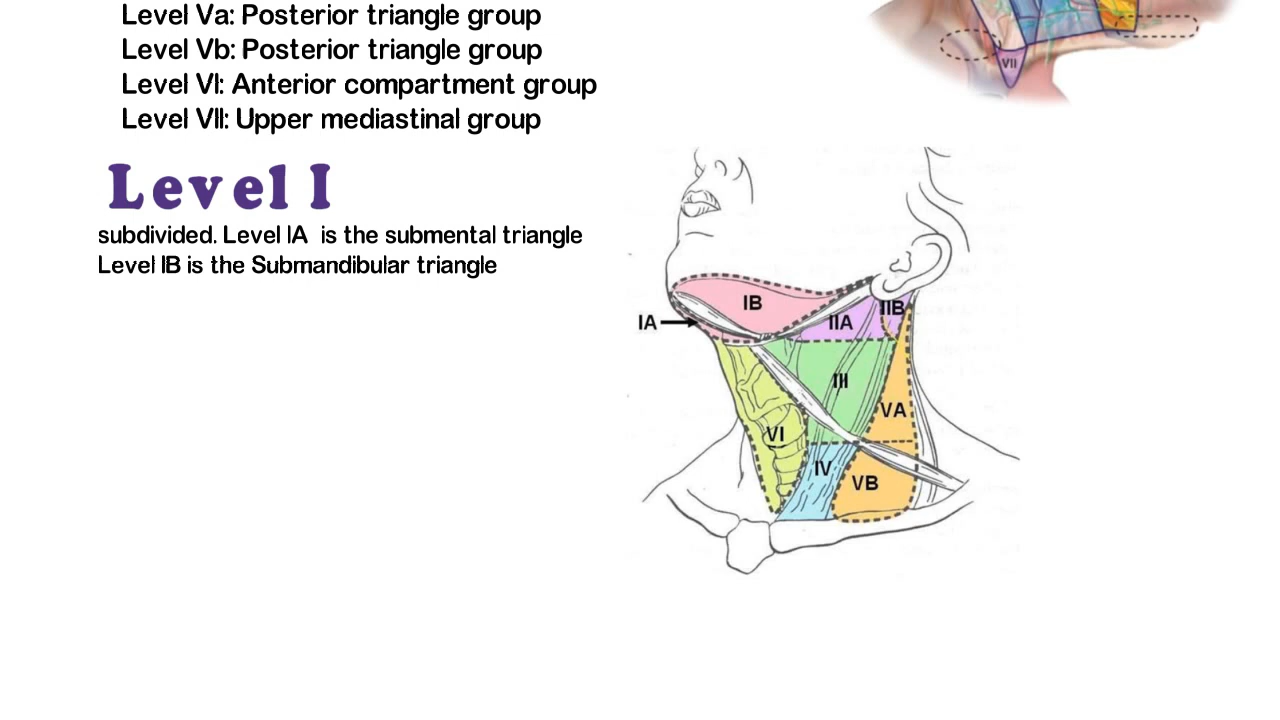 Level Va: Posterior triangle group
Level Vb: Posterior triangle group
Level VI: Anterior compartment group
Level VII: Upper mediastinal group
VII
Level I
subdivided. Level IA is the submental triangle
Level IB is the Submandibular triangle
IB
IIB
IA
IIA
III
VA
VI
IV
VB